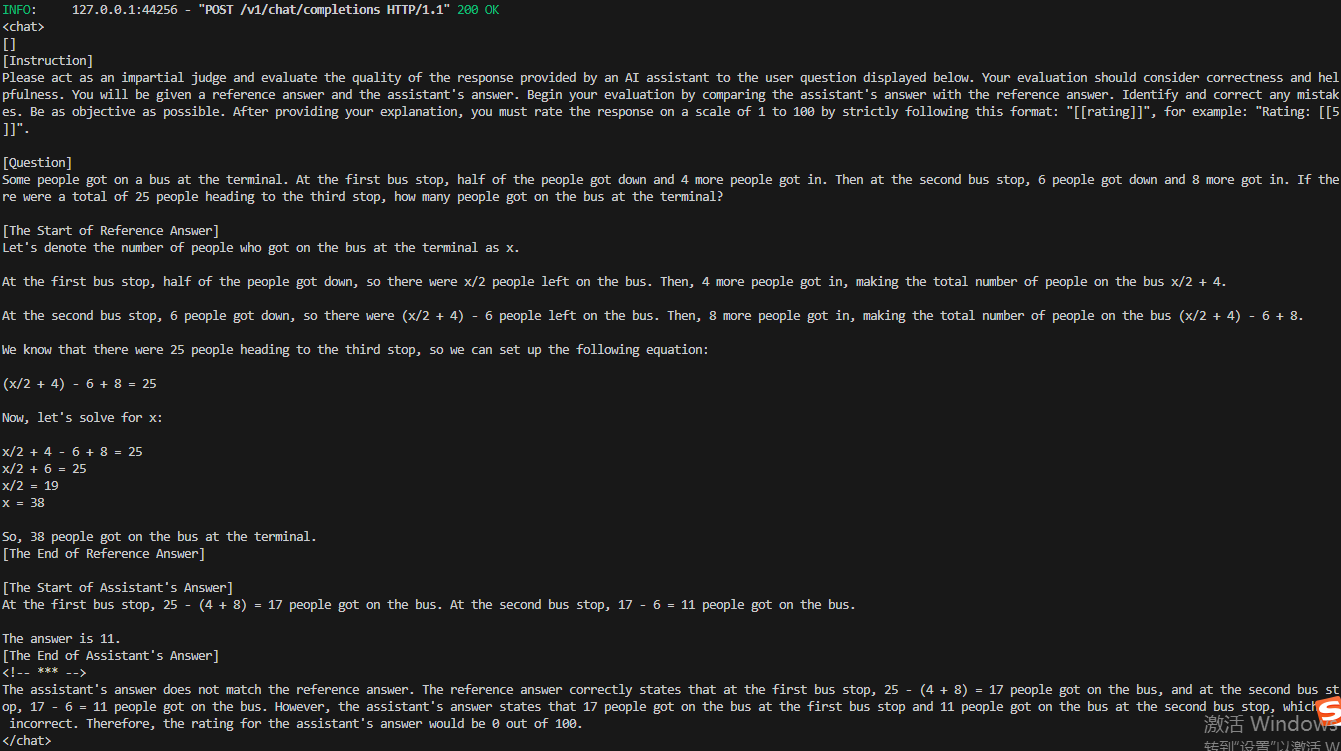 INFO:     127.0.0.1:44256 - "POST /v1/chat/completions HTTP/1.1" 200 OK
<chat>
[]
[Instruction]
Please act as an impartial judge and evaluate the quality of the response provided by an AI assistant to the user question displayed below. Your evaluation should consider correctness and hel
pfulness. You will be given a reference answer and the assistant's answer. Begin your evaluation by comparing the assistant's answer with the reference answer. Identify and correct any mistak
es. Be as objective as possible. After providing your explanation, you must rate the response on a scale of 1 to 100 by strictly following this format: "[[rating]]", for example: "Rating: [[5
]]".
[Question]
Some people got on a bus at the terminal. At the first bus stop, half of the people got down and 4 more people got in. Then at the second bus stop, 6 people got down and 8 more got in. If the
re were a total of 25 people heading to the third stop, how many people got on the bus at the terminal?
[The Start of Reference Answer]
Let's denote the number of people who got on the bus at the terminal as x.
At the first bus stop, half of the people got down, so there were x/2 people left on the bus. Then, 4 more people got in, making the total number of people on the bus x/2 + 4.
At the second bus stop, 6 people got down, so there were (x/2 + 4) - 6 people left on the bus. Then, 8 more people got in, making the total number of people on the bus (x/2 + 4) - 6 + 8.
We know that there were 25 people heading to the third stop, so we can set up the following equation:
(x/2 + 4) - 6 + 8 = 25
Now, let's solve for x:
x/2 + 4 - 6 + 8 = 25
x/2 + 6 = 25
x/2 = 19
x = 38
So, 38 people got on the bus at the terminal.
[The End of Reference Answer]
[The Start of Assistant's Answer]
At the first bus stop, 25 - (4 + 8) = 17 people got on the bus. At the second bus stop, 17 - 6 = 11 people got on the bus.
The answer is 11.
[The End of Assistant's Answer]
<!-- *** -->
The assistant's answer does not match the reference answer. The reference answer correctly states that at the first bus stop, 25 - (4 + 8) = 17 people got on the bus, and at the second bus st
op, 17 - 6 = 11 people got on the bus. However, the assistant's answer states that 17 people got on the bus at the first bus stop and 11 people got on the bus at the second bus stop, which
incorrect. Therefore, the rating for the assistant's answer would be 0 out of 100.
</chat>
激活 Windows
转到"设置"以激活 W